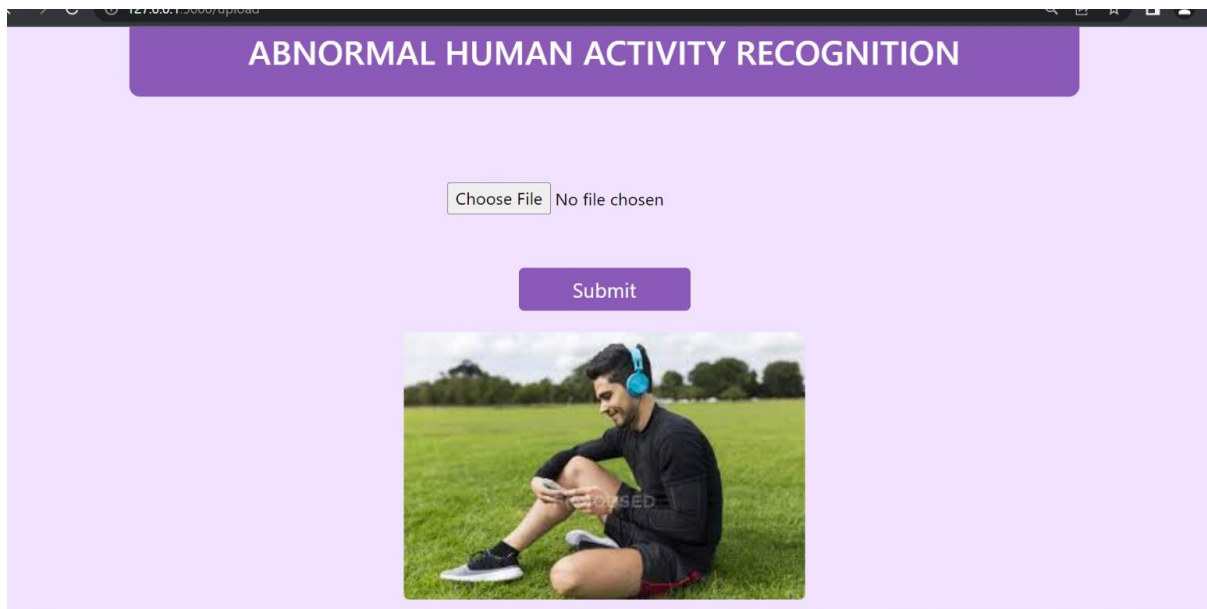 127.0.0.1:5000/upload
ABNORMAL HUMAN ACTIVITY RECOGNITION
Choose File No file chosen
Submit